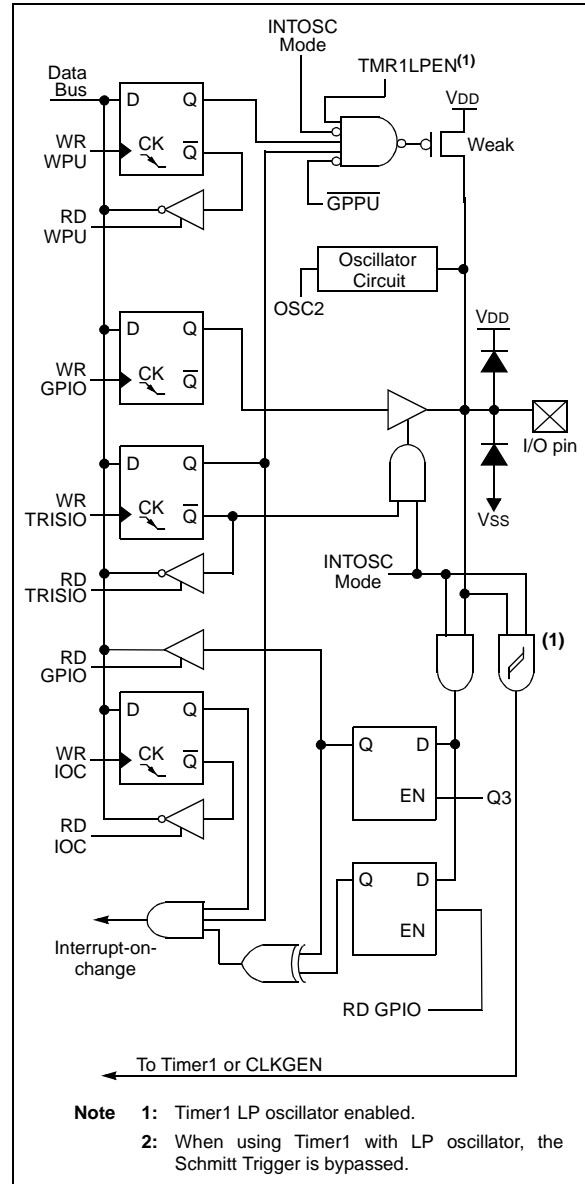 INTOSC
Mode
TMR1LPEN(1)
Data
Bus
VDD
D Q
WR
WPU
CK Q
Weak
RD
WPU
GPPU
Oscillator
Circuit
OSC2
VDD
D Q
WR
GPIO
CK Q
I/O pin
D Q
WR
TRISIO
CK Q
VSS
INTOSC
Mode
RD
TRISIO
(1)
RD
GPIO
D Q
WR
IOC
CK Q
Q D
EN
Q3
RD
IOC
Q D
EN
Interrupt-on-
change
RD GPIO
To Timer1 or CLKGEN
Note 1: Timer1 LP oscillator enabled.
2: When using Timer1 with LP oscillator, the
Schmitt Trigger is bypassed.